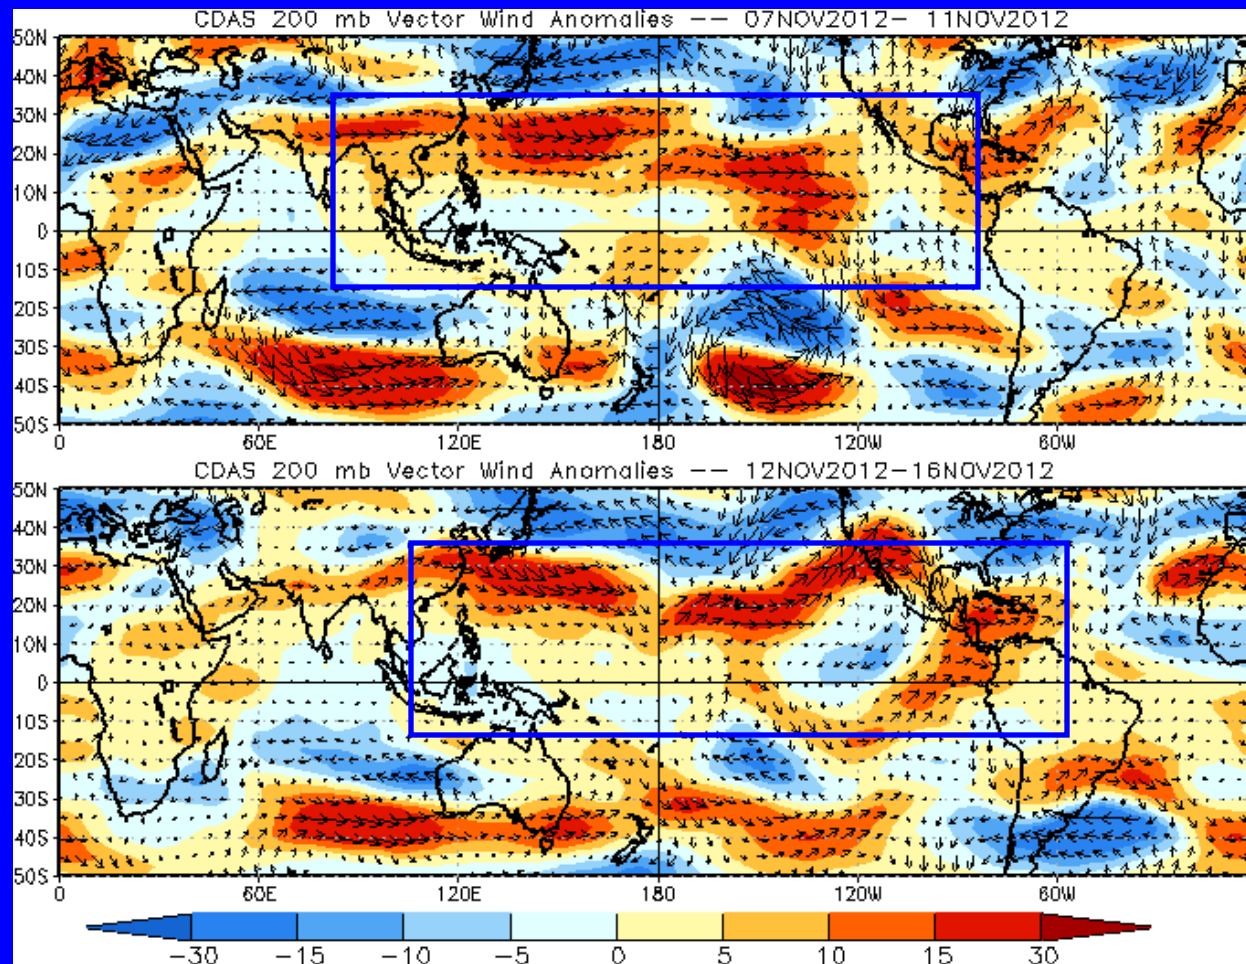 CDAS 200 mb Vector Wind Anomalies -- 07NOV2012- 11NOV2012
50N
40N
30N
20N
10N
0
10S
20S
30S
40S
50S
0 60E 120E 180 120W 60W
CDAS 200 mb Vector Wind Anomalies -- 12NOV2012-16NOV2012
50N
40N
30N
20N
10N
0
10S
20S
30S
40S
50S
0 60E 120E 180 120W 60W
-30 -15 -10 -5 0 5 10 15 30